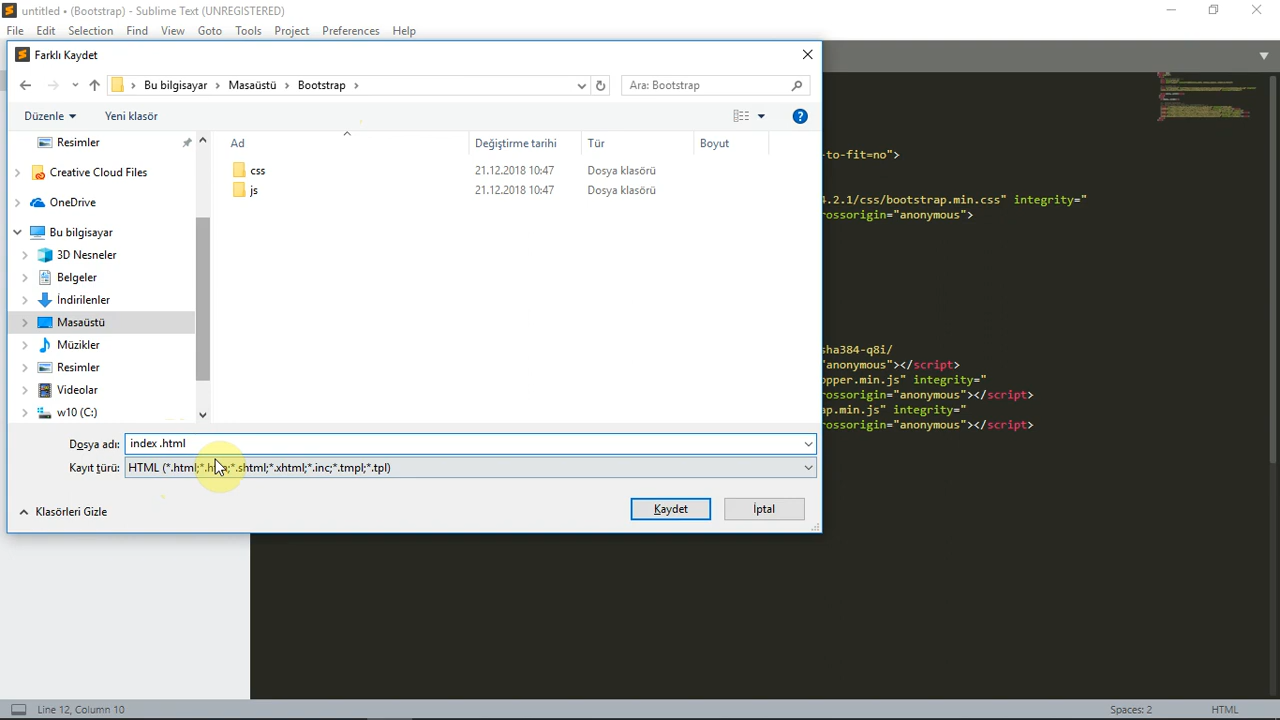 untitled • (Bootstrap) - Sublime Text (UNREGISTERED)
File Edit Selection Find View Goto Tools Project Preferences Help
Farklı Kaydet
Bu bilgisayar Masaüstü Bootstrap
Ara: Bootstrap
Düzenle Yeni klasör
Ad Değiştirme tarihi Tür Boyut
css 21.12.2018 10:47 Dosya klasörü
js 21.12.2018 10:47 Dosya klasörü
Resimler
Creative Cloud Files
OneDrive
Bu bilgisayar
3D Nesneler
Belgeler
İndirilenler
Masaüstü
Müzikler
Resimler
Videolar
w10 (C:)
Dosya adı: index .html
Kayıt türü: HTML (*.html;*.htm;*.shtml;*.xhtml;*.inc;*.tmpl;*.tpl)
Klasörleri Gizle
Kaydet İptal
-to-fit=no">
4.2.1/css/bootstrap.min.css" integrity="
rossorigin="anonymous">
sha384-q8i/
"anonymous"></script>
opper.min.js" integrity="
rossorigin="anonymous"></script>
ap.min.js" integrity="
rossorigin="anonymous"></script>
Line 12, Column 10
Spaces: 2 HTML